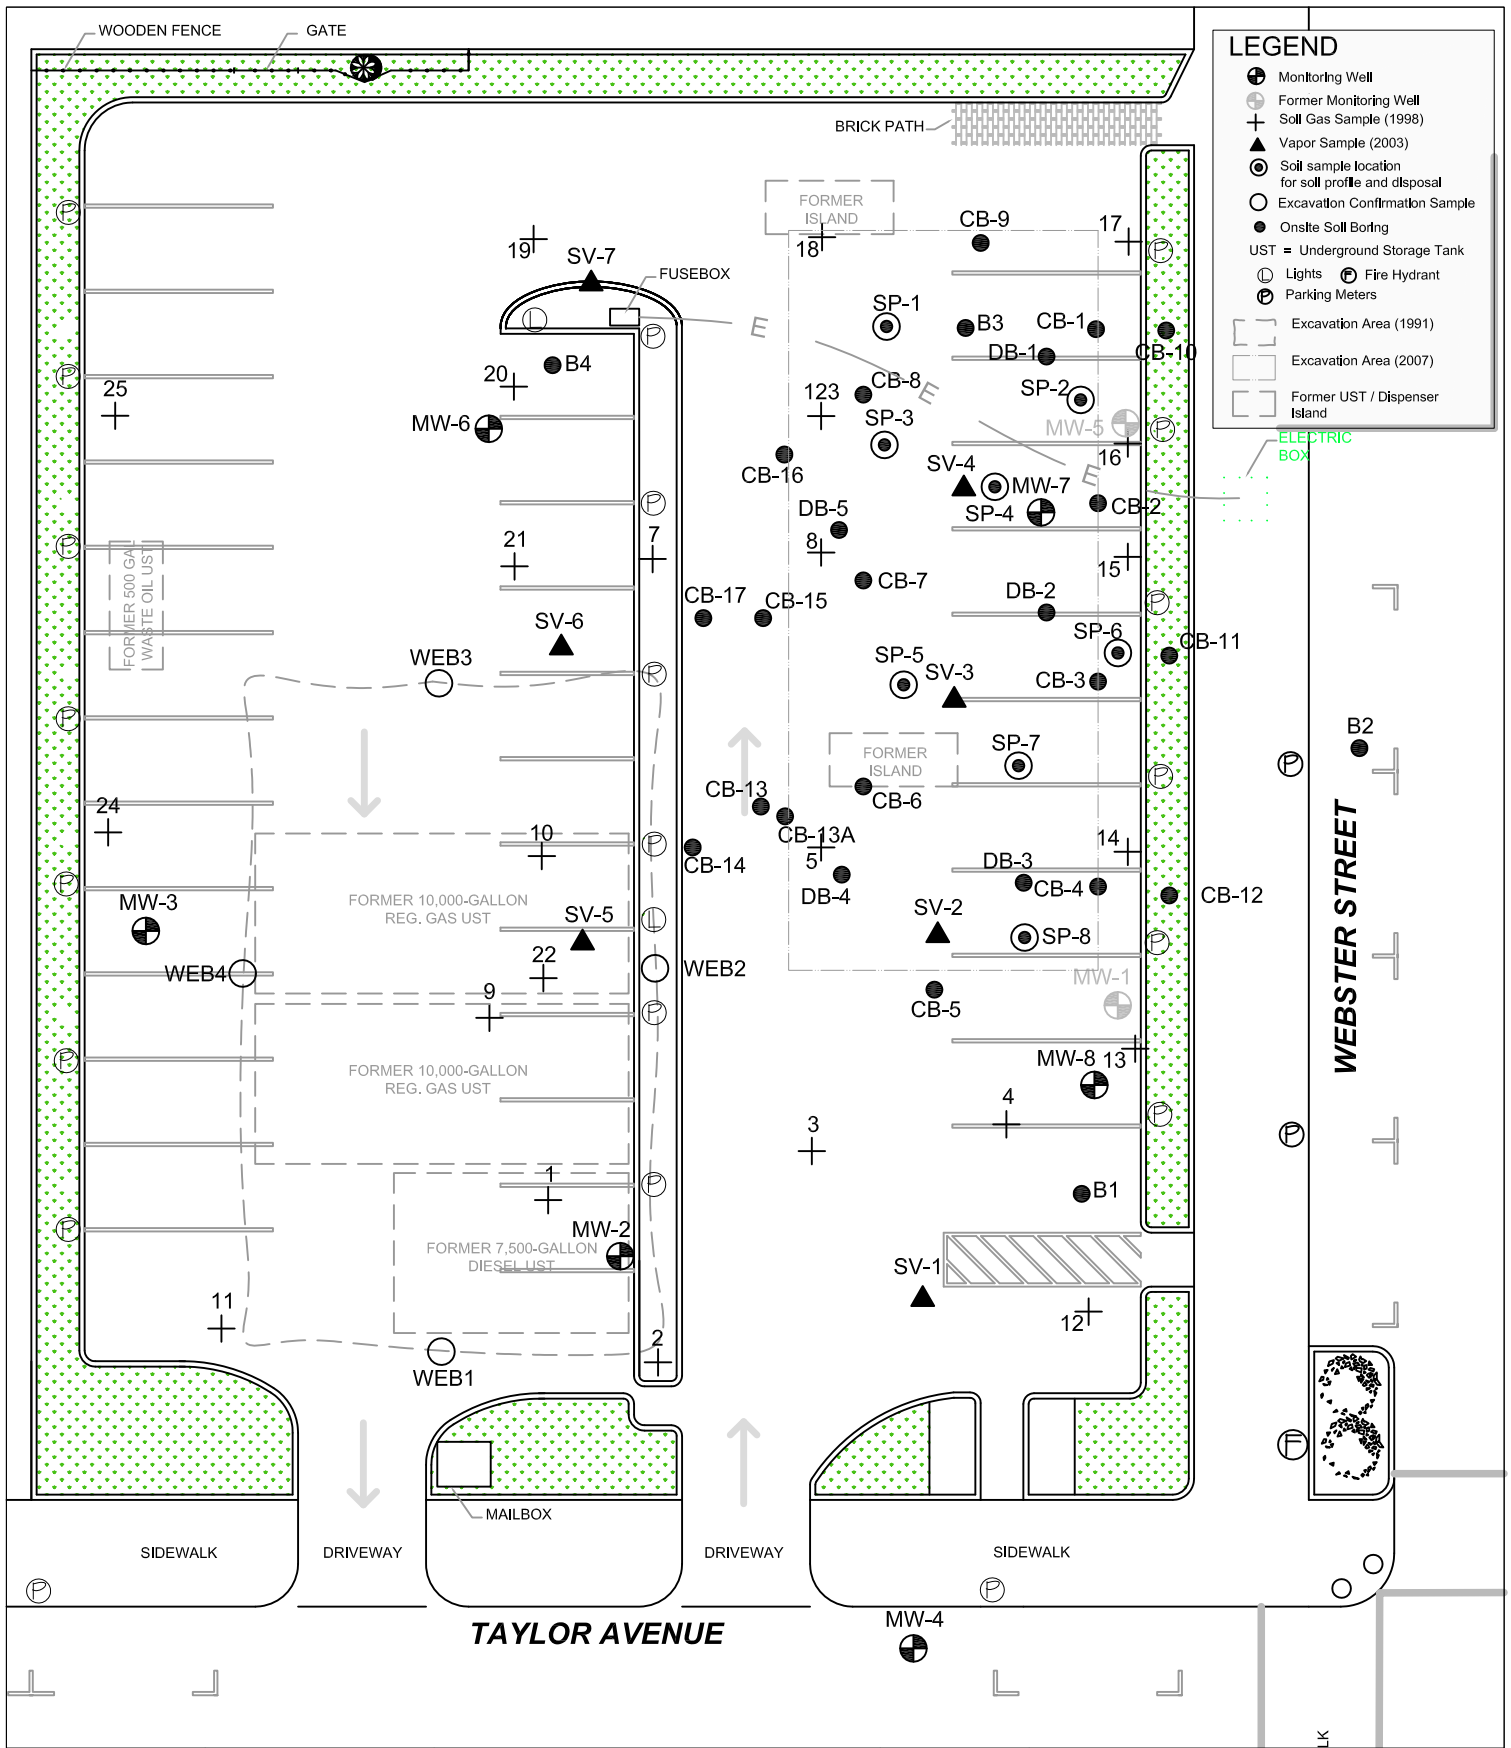 WOODEN FENCE
GATE
LEGEND
Monitoring Well
Former Monitoring Well
Soil Gas Sample (1998)
Vapor Sample (2003)
Soil sample location
for soil profile and disposal
Excavation Confirmation Sample
Onsite Soil Boring
UST = Underground Storage Tank
L Lights
F Fire Hydrant
P Parking Meters
Excavation Area (1991)
Excavation Area (2007)
Former UST / Dispenser
Island
ELECTRIC
BOX
BRICK PATH
FORMER
ISLAND
CB-9
17
18
19
SV-7
FUSEBOX
L
E
SP-1
B3
CB-1
DB-1
CB-10
B4
20
25
CB-8
E
SP-2
123
SP-3
MW-5
MW-6
16
CB-16
SV-4
MW-7
SP-4
E
CB-2
DB-5
8
21
7
15
FORMER 500 GAL
WASTE OIL UST
CB-7
CB-17
CB-15
DB-2
SP-6
CB-11
SV-6
WEB3
SP-5
SV-3
CB-3
B2
FORMER
ISLAND
SP-7
CB-13
CB-6
24
CB-13A
10
CB-14
5
14
DB-3
CB-4
DB-4
CB-12
WEBSTER STREET
MW-3
FORMER 10,000-GALLON
REG. GAS UST
SV-5
L
SV-2
SP-8
WEB4
22
WEB2
MW-1
9
CB-5
MW-8
13
FORMER 10,000-GALLON
REG. GAS UST
4
3
1
B1
MW-2
FORMER 7,500-GALLON
DIESEL UST
SV-1
11
12
2
WEB1
F
MAILBOX
SIDEWALK
DRIVEWAY
DRIVEWAY
SIDEWALK
P
P
TAYLOR AVENUE
MW-4
LK